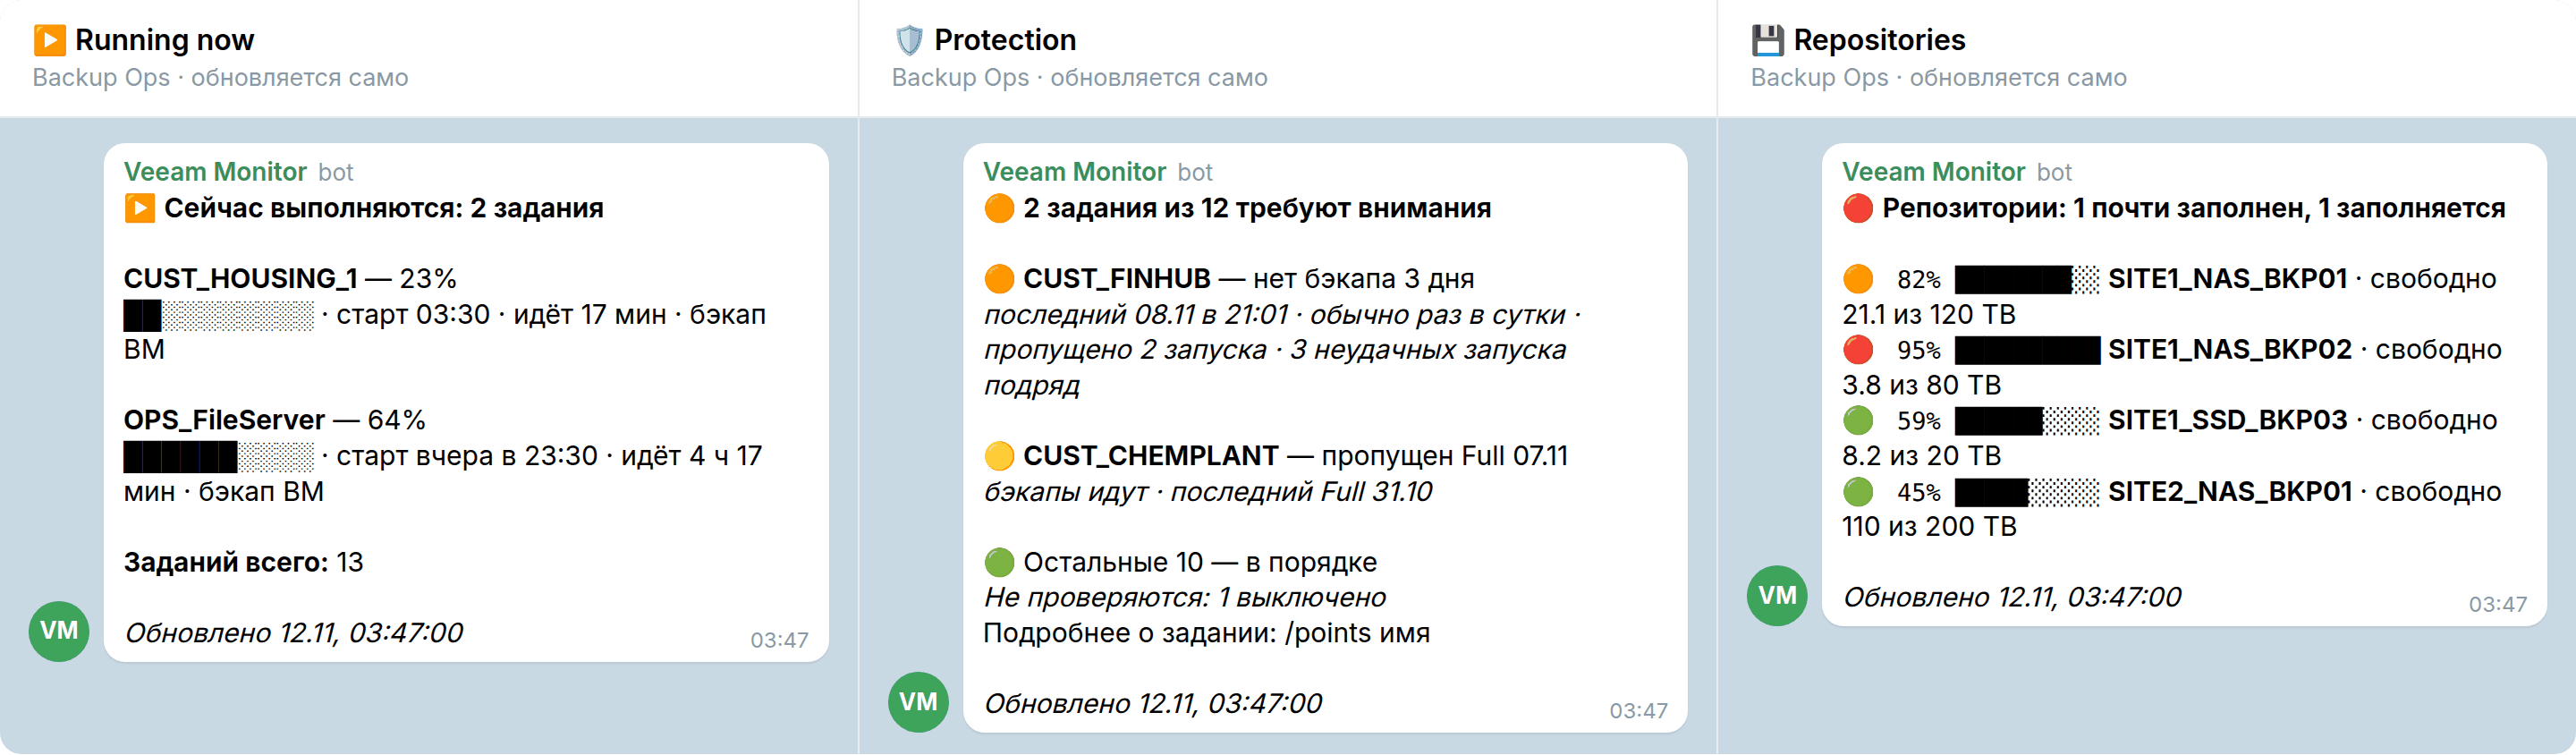 ▶️ Running now
Backup Ops · обновляется само
Veeam Monitor bot
▶️ Сейчас выполняются: 2 задания
CUST_HOUSING_1 — 23%
██░░░░░░░░ · старт 03:30 · идёт 17 мин · бэкап
ВМ
OPS_FileServer — 64%
██████░░░░ · старт вчера в 23:30 · идёт 4 ч 17
мин · бэкап ВМ
Заданий всего: 13
Обновлено 12.11, 03:47:00
03:47
VM
🛡️ Protection
Backup Ops · обновляется само
Veeam Monitor bot
🟠 2 задания из 12 требуют внимания
🟠 CUST_FINHUB — нет бэкапа 3 дня
последний 08.11 в 21:01 · обычно раз в сутки ·
пропущено 2 запуска · 3 неудачных запуска
подряд
🟡 CUST_CHEMPLANT — пропущен Full 07.11
бэкапы идут · последний Full 31.10
🟢 Остальные 10 — в порядке
Не проверяются: 1 выключено
Подробнее о задании: /points имя
Обновлено 12.11, 03:47:00
03:47
VM
💾 Repositories
Backup Ops · обновляется само
Veeam Monitor bot
🔴 Репозитории: 1 почти заполнен, 1 заполняется
🟠 82% ██████░░ SITE1_NAS_BKP01 · свободно
21.1 из 120 TB
🔴 95% ████████ SITE1_NAS_BKP02 · свободно
3.8 из 80 TB
🟢 59% █████░░░ SITE1_SSD_BKP03 · свободно
8.2 из 20 TB
🟢 45% ████░░░░ SITE2_NAS_BKP01 · свободно
110 из 200 TB
Обновлено 12.11, 03:47:00
03:47
VM